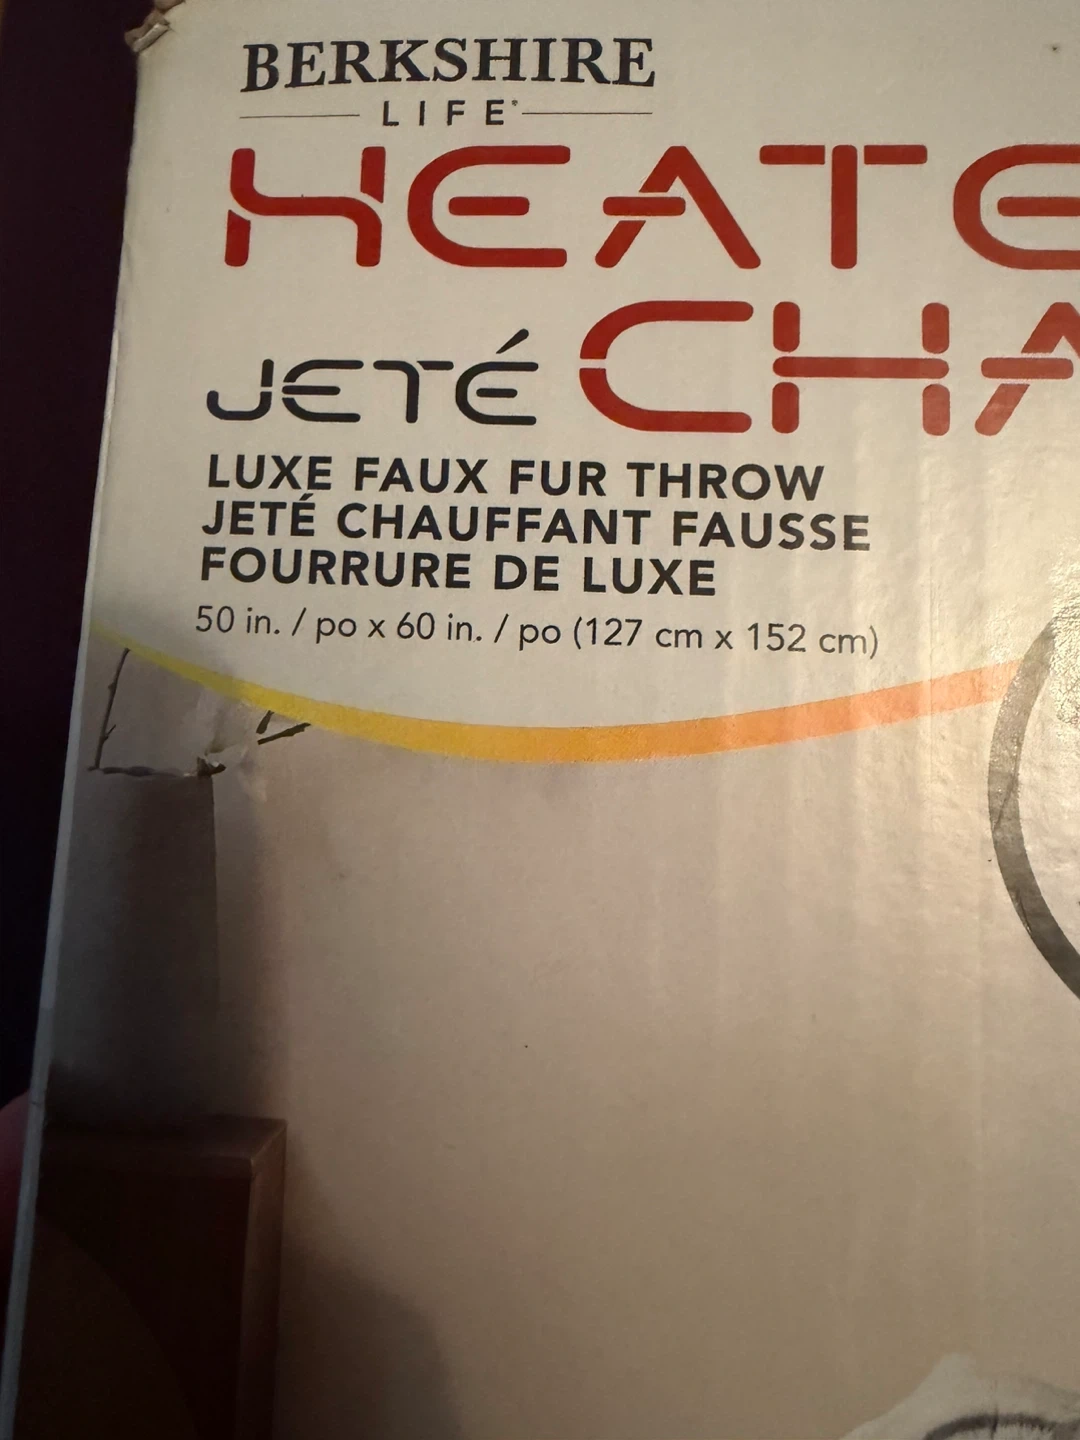 BERKSHIRE
LIFE
JETÉ
LUXE FAUX FUR THROW
JETÉ CHAUFFANT FAUSSE
FOURRURE DE LUXE
50 in. / po x 60 in. / po (127 cm x 152 cm)